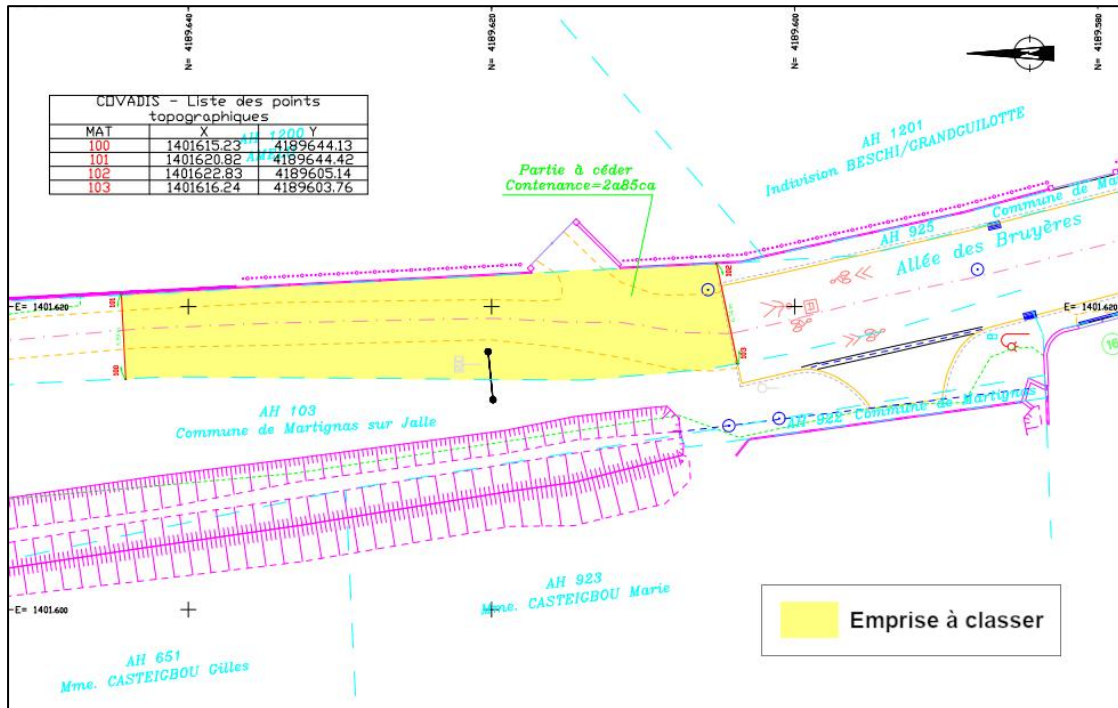 N= 4189.640
N= 4189.620
N= 4189.600
N= 4189.580
COVADIS - Liste des points
topographiques
MAT X Y
100 1401615.23 4189644.13
101 1401620.82 4189644.42
102 1401622.83 4189605.14
103 1401616.24 4189603.76
AH 1200
Partie à céder
Contenance=2a85ca
AH 1201
Indivision BESCHI/GRANDGUILOTTE
Commune de Ma
AH 925
Allée des Bruyères
E= 1401.620
E= 1401.620
101
102
100
103
16
AH 103
Commune de Martignas sur Jalle
AH 922 Commune de Martignas
E= 1401.600
AH 923
Mme. CASTEIGBOU Marie
AH 651
Mme. CASTEIGBOU Gilles
Emprise à classer